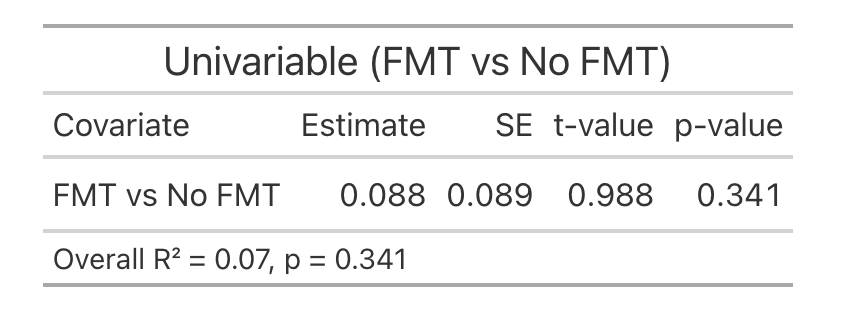 Univariable (FMT vs No FMT)
Covariate Estimate SE t-value p-value
FMT vs No FMT 0.088 0.089 0.988 0.341
Overall R² = 0.07, p = 0.341